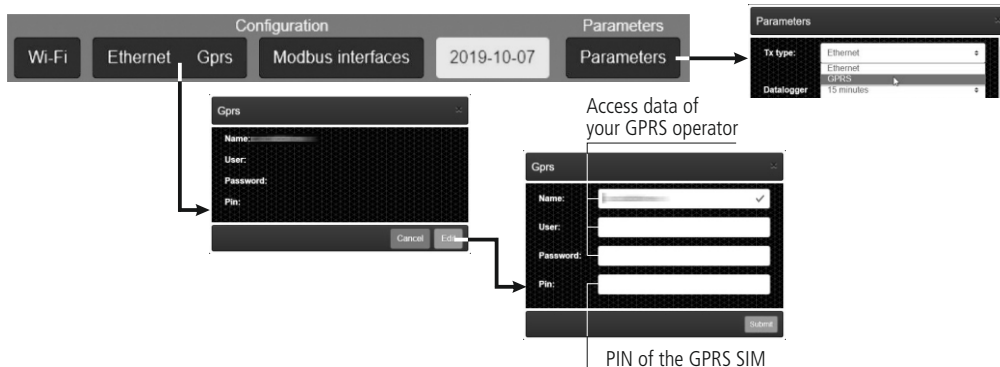 Configuration Parameters
Wi-Fi Ethernet Gprs Modbus interfaces 2019-10-07 Parameters
Parameters
Tx type: Ethernet
Ethernet
GPRS
Datalogger 15 minutes
Gprs
Name:
User:
Password:
Pin:
Cancel Edit
Access data of
your GPRS operator
Gprs
Name:
User:
Password:
Pin:
Submit
PIN of the GPRS SIM